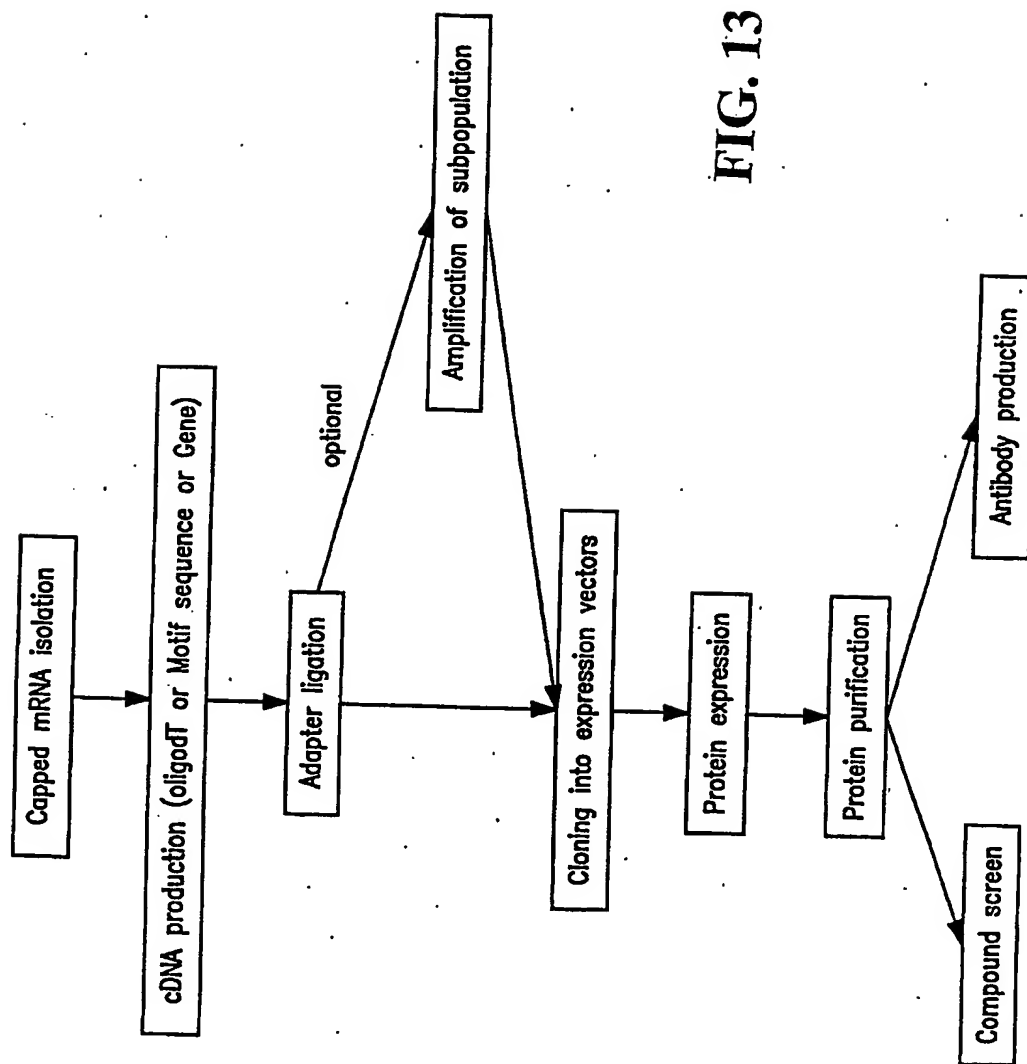 Capped mRNA isolation
cDNA production (oligodT or Motif sequence or Gene)
Adapter ligation
optional
Amplification of subpopulation
Cloning into expression vectors
Protein expression
Protein purification
Compound screen
Antibody production
FIG. 13